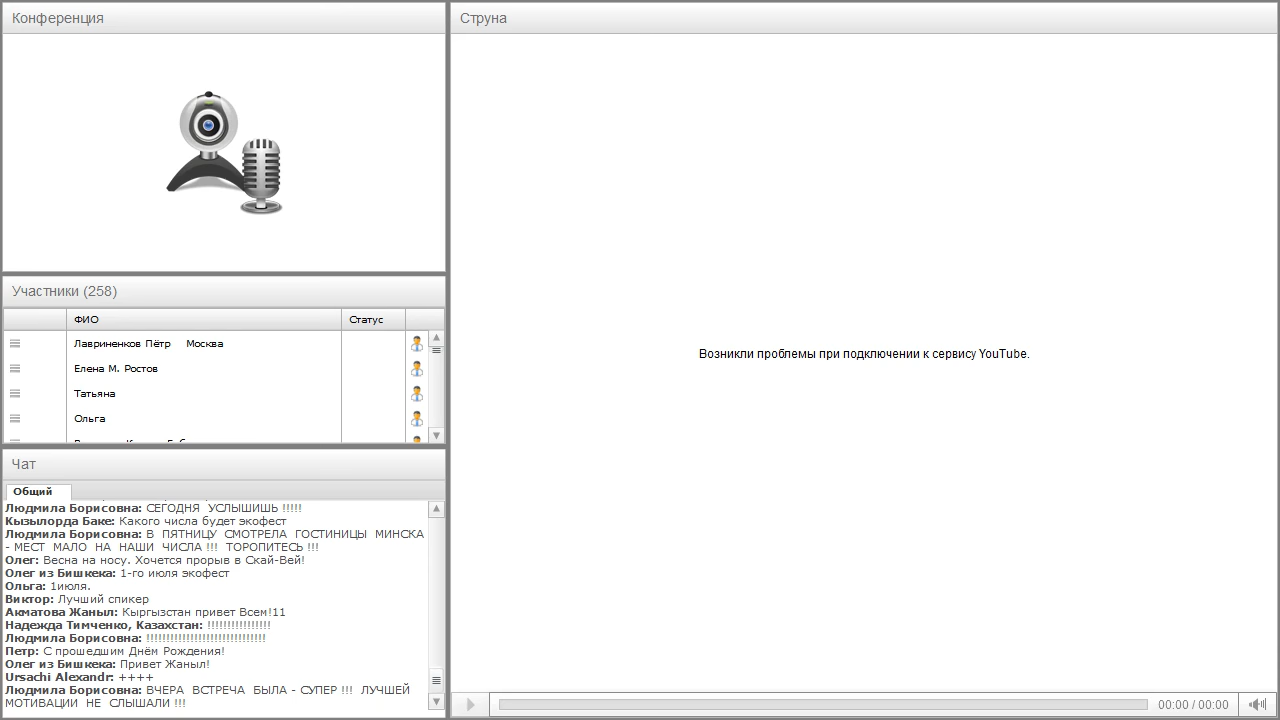 Конференция
Струна
Возникли проблемы при подключении к сервису YouTube.
00:00 / 00:00
Участники (258)
ФИО Статус
Лавриненков Пётр Москва
Елена М. Ростов
Татьяна
Ольга
Чат
Общий
Людмила Борисовна: СЕГОДНЯ УСЛЫШИШЬ !!!!!
Кызылорда Баке: Какого числа будет экофест
Людмила Борисовна: В ПЯТНИЦУ СМОТРЕЛА ГОСТИНИЦЫ МИНСКА
- МЕСТ МАЛО НА НАШИ ЧИСЛА !!! ТОРОПИТЕСЬ !!!
Олег: Весна на носу. Хочется прорыв в Скай-Вей!
Олег из Бишкека: 1-го июля экофест
Ольга: 1июля.
Виктор: Лучший спикер
Акматова Жаныл: Кыргызстан привет Всем!11
Надежда Тимченко, Казахстан: !!!!!!!!!!!!!!!!
Людмила Борисовна: !!!!!!!!!!!!!!!!!!!!!!!!!!!!!!
Петр: С прошедшим Днём Рождения!
Олег из Бишкека: Привет Жаныл!
Ursachi Alexandr: ++++
Людмила Борисовна: ВЧЕРА ВСТРЕЧА БЫЛА - СУПЕР !!! ЛУЧШЕЙ
МОТИВАЦИИ НЕ СЛЫШАЛИ !!!